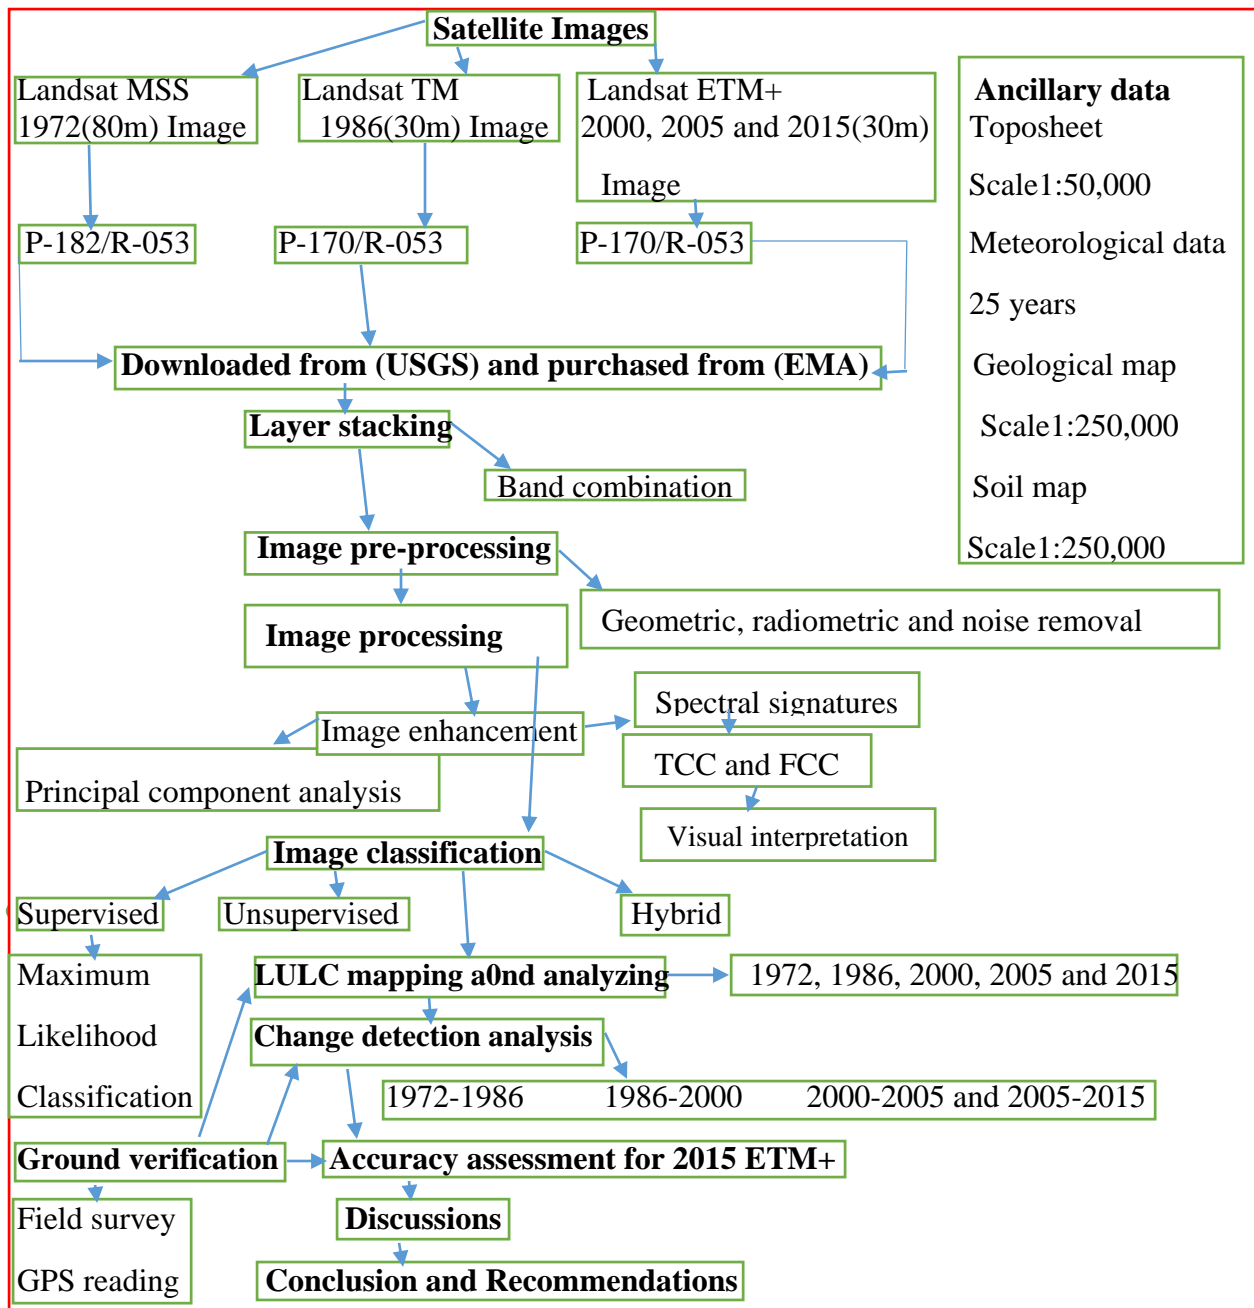 Satellite Images
Landsat MSS
1972(80m) Image
Landsat TM
1986(30m) Image
Landsat ETM+
2000, 2005 and 2015(30m)
Image
Ancillary data
Toposheet
Scale1:50,000
Meteorological data
25 years
Geological map
Scale1:250,000
Soil map
Scale1:250,000
P-182/R-053
P-170/R-053
P-170/R-053
Downloaded from (USGS) and purchased from (EMA)
Layer stacking
Band combination
Image pre-processing
Geometric, radiometric and noise removal
Image processing
Spectral signatures
Image enhancement
TCC and FCC
Principal component analysis
Visual interpretation
Image classification
Supervised
Unsupervised
Hybrid
Maximum
Likelihood
Classification
LULC mapping a0nd analyzing
1972, 1986, 2000, 2005 and 2015
Change detection analysis
1972-1986 1986-2000 2000-2005 and 2005-2015
Ground verification
Accuracy assessment for 2015 ETM+
Field survey
GPS reading
Discussions
Conclusion and Recommendations